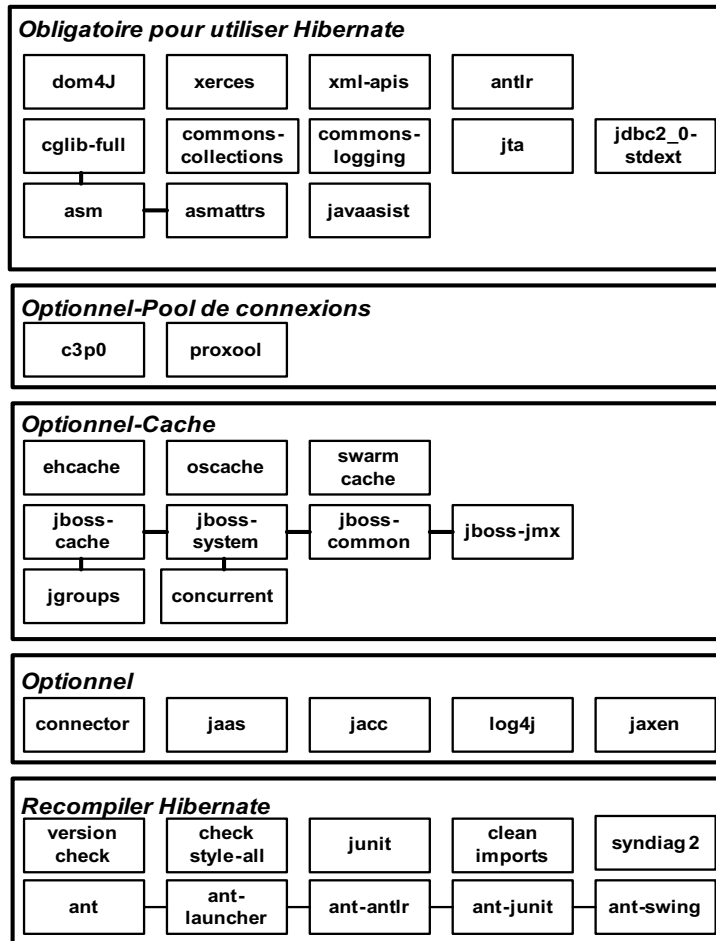 Obligatoire pour utiliser Hibernate
dom4J
xerces
xml-apis
antlr
cglib-full
commons-
collections
commons-
logging
jta
jdbc2_0-
stdext
asm
asmattrs
javaasist
Optionnel-Pool de connexions
c3p0
proxool
Optionnel-Cache
ehcache
oscache
swarm
cache
jboss-
cache
jboss-
system
jboss-
common
jboss-jmx
jgroups
concurrent
Optionnel
connector
jaas
jacc
log4j
jaxen
Recompiler Hibernate
version
check
check
style-all
junit
clean
imports
syndiag 2
ant
ant-
launcher
ant-antlr
ant-junit
ant-swing